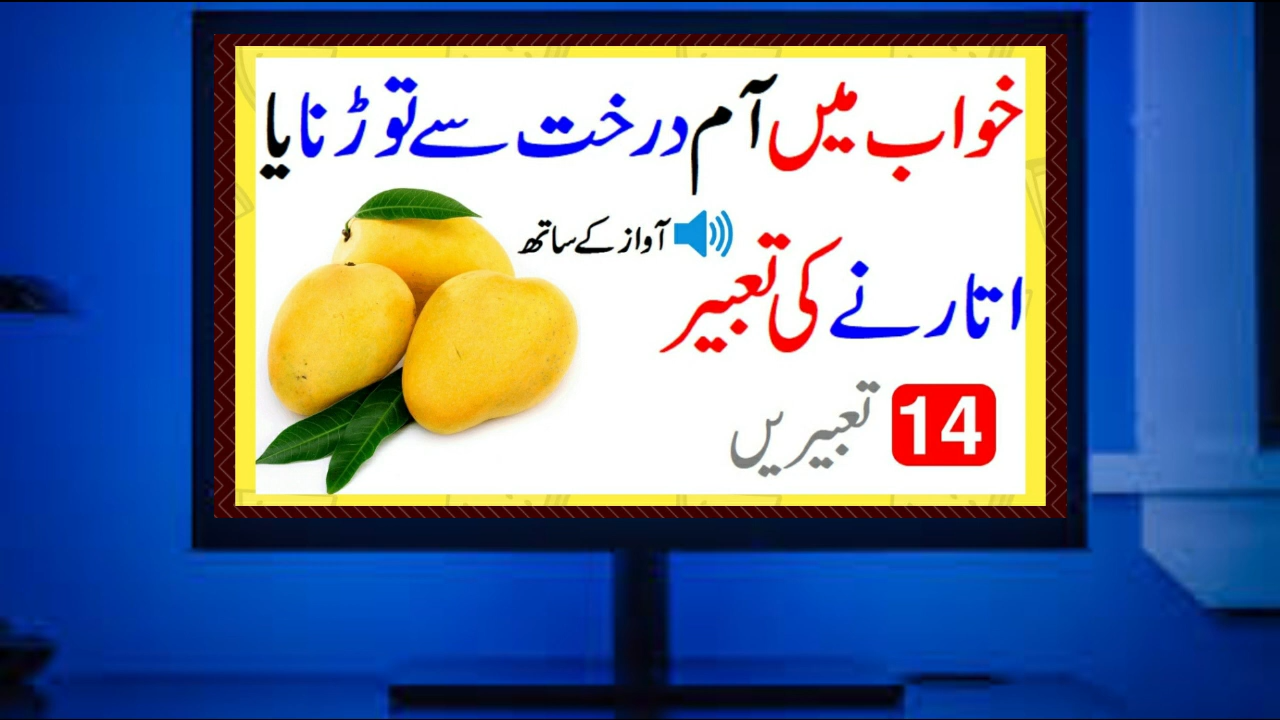 خواب میں آم درخت سے توڑنا یا
آواز کے ساتھ
اتارنے کی تعبیر
14 تعبیریں